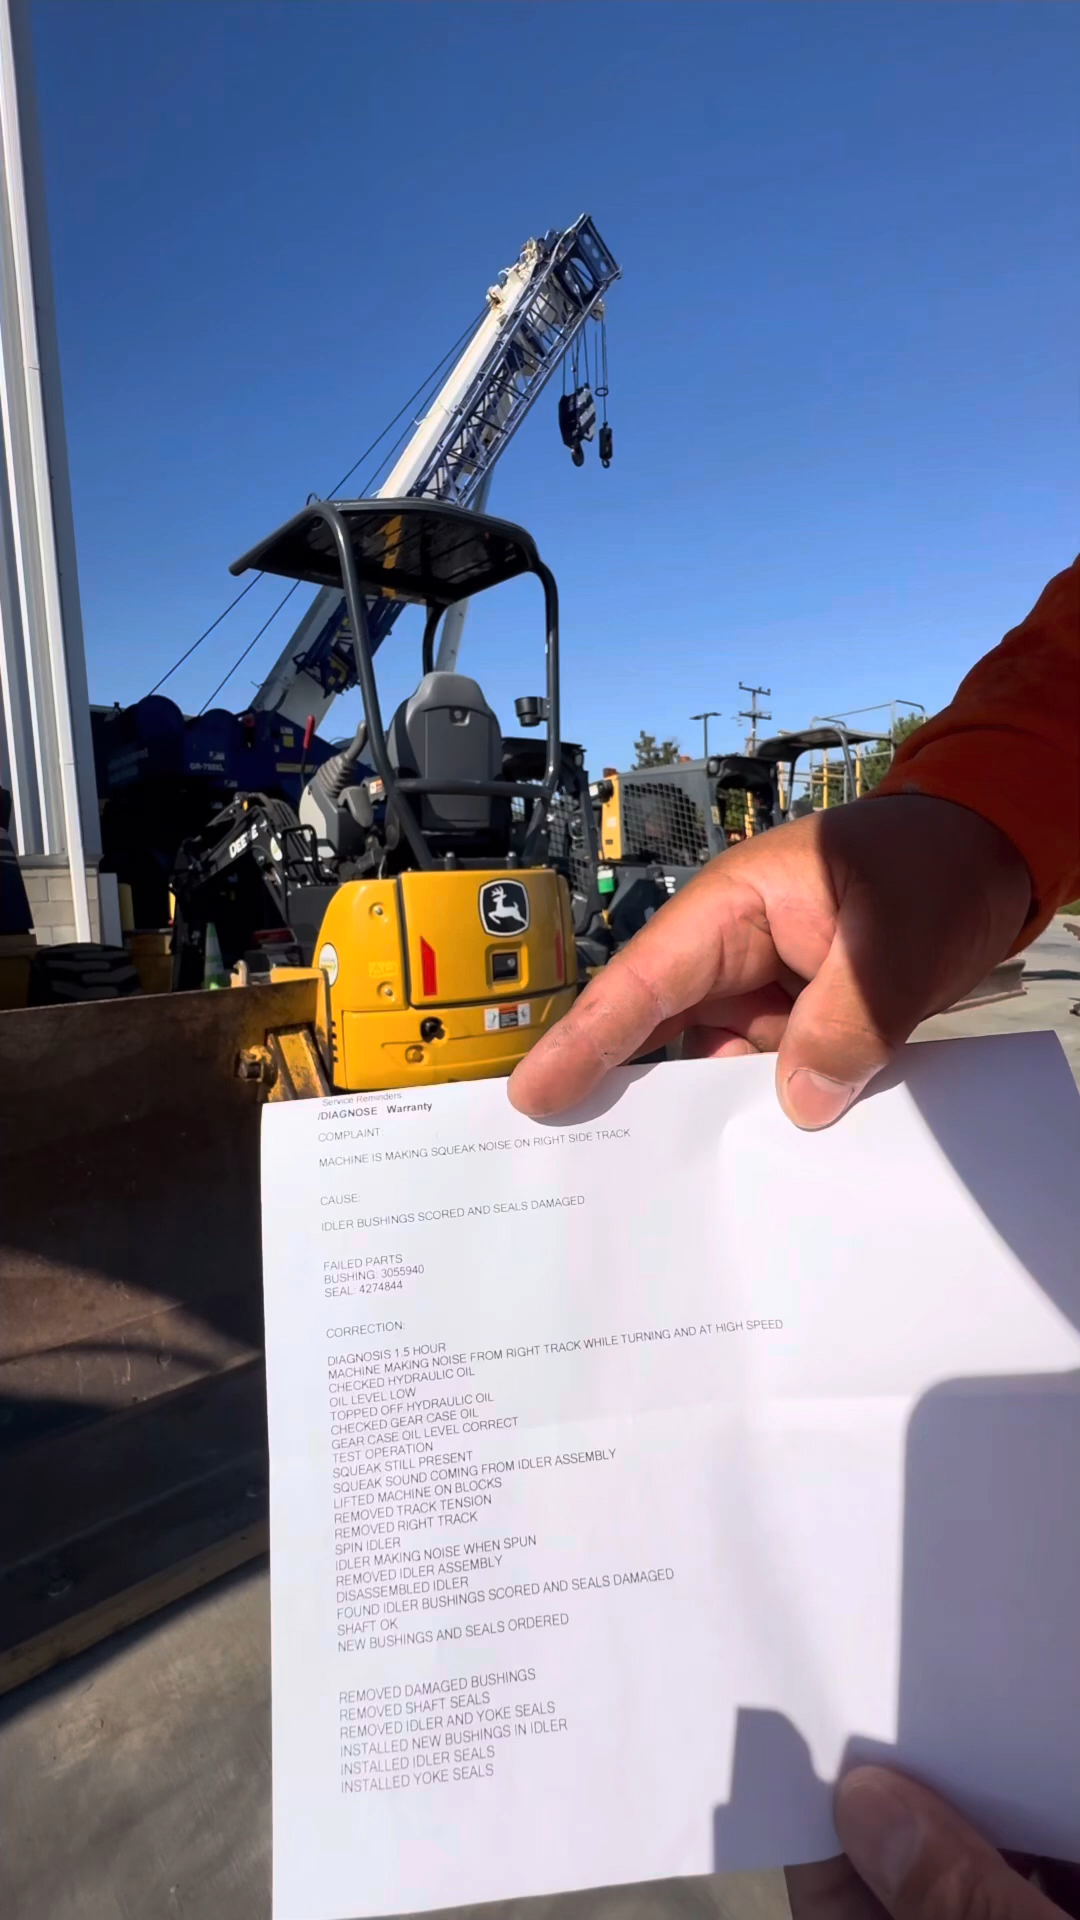 GR-750XL
DEERE
Service Reminders
/DIAGNOSE Warranty
COMPLAINT:
MACHINE IS MAKING SQUEAK NOISE ON RIGHT SIDE TRACK
CAUSE:
IDLER BUSHINGS SCORED AND SEALS DAMAGED
FAILED PARTS
BUSHING: 3055940
SEAL: 4274844
CORRECTION:
DIAGNOSIS 1.5 HOUR
MACHINE MAKING NOISE FROM RIGHT TRACK WHILE TURNING AND AT HIGH SPEED
CHECKED HYDRAULIC OIL
OIL LEVEL LOW
TOPPED OFF HYDRAULIC OIL
CHECKED GEAR CASE OIL
GEAR CASE OIL LEVEL CORRECT
TEST OPERATION
SQUEAK STILL PRESENT
SQUEAK SOUND COMING FROM IDLER ASSEMBLY
LIFTED MACHINE ON BLOCKS
REMOVED TRACK TENSION
REMOVED RIGHT TRACK
SPIN IDLER
IDLER MAKING NOISE WHEN SPUN
REMOVED IDLER ASSEMBLY
DISASSEMBLED IDLER
FOUND IDLER BUSHINGS SCORED AND SEALS DAMAGED
SHAFT OK
NEW BUSHINGS AND SEALS ORDERED
REMOVED DAMAGED BUSHINGS
REMOVED SHAFT SEALS
REMOVED IDLER AND YOKE SEALS
INSTALLED NEW BUSHINGS IN IDLER
INSTALLED IDLER SEALS
INSTALLED YOKE SEALS